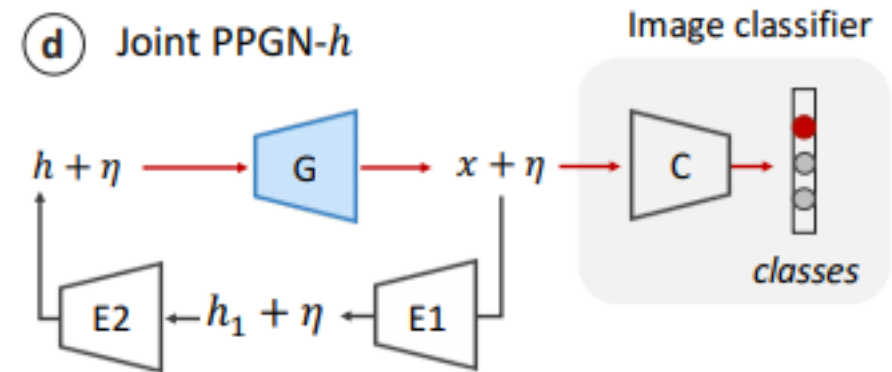 d Joint PPGN-h
Image classifier
h + η G x + η C
classes
E2 h₁ + η E1